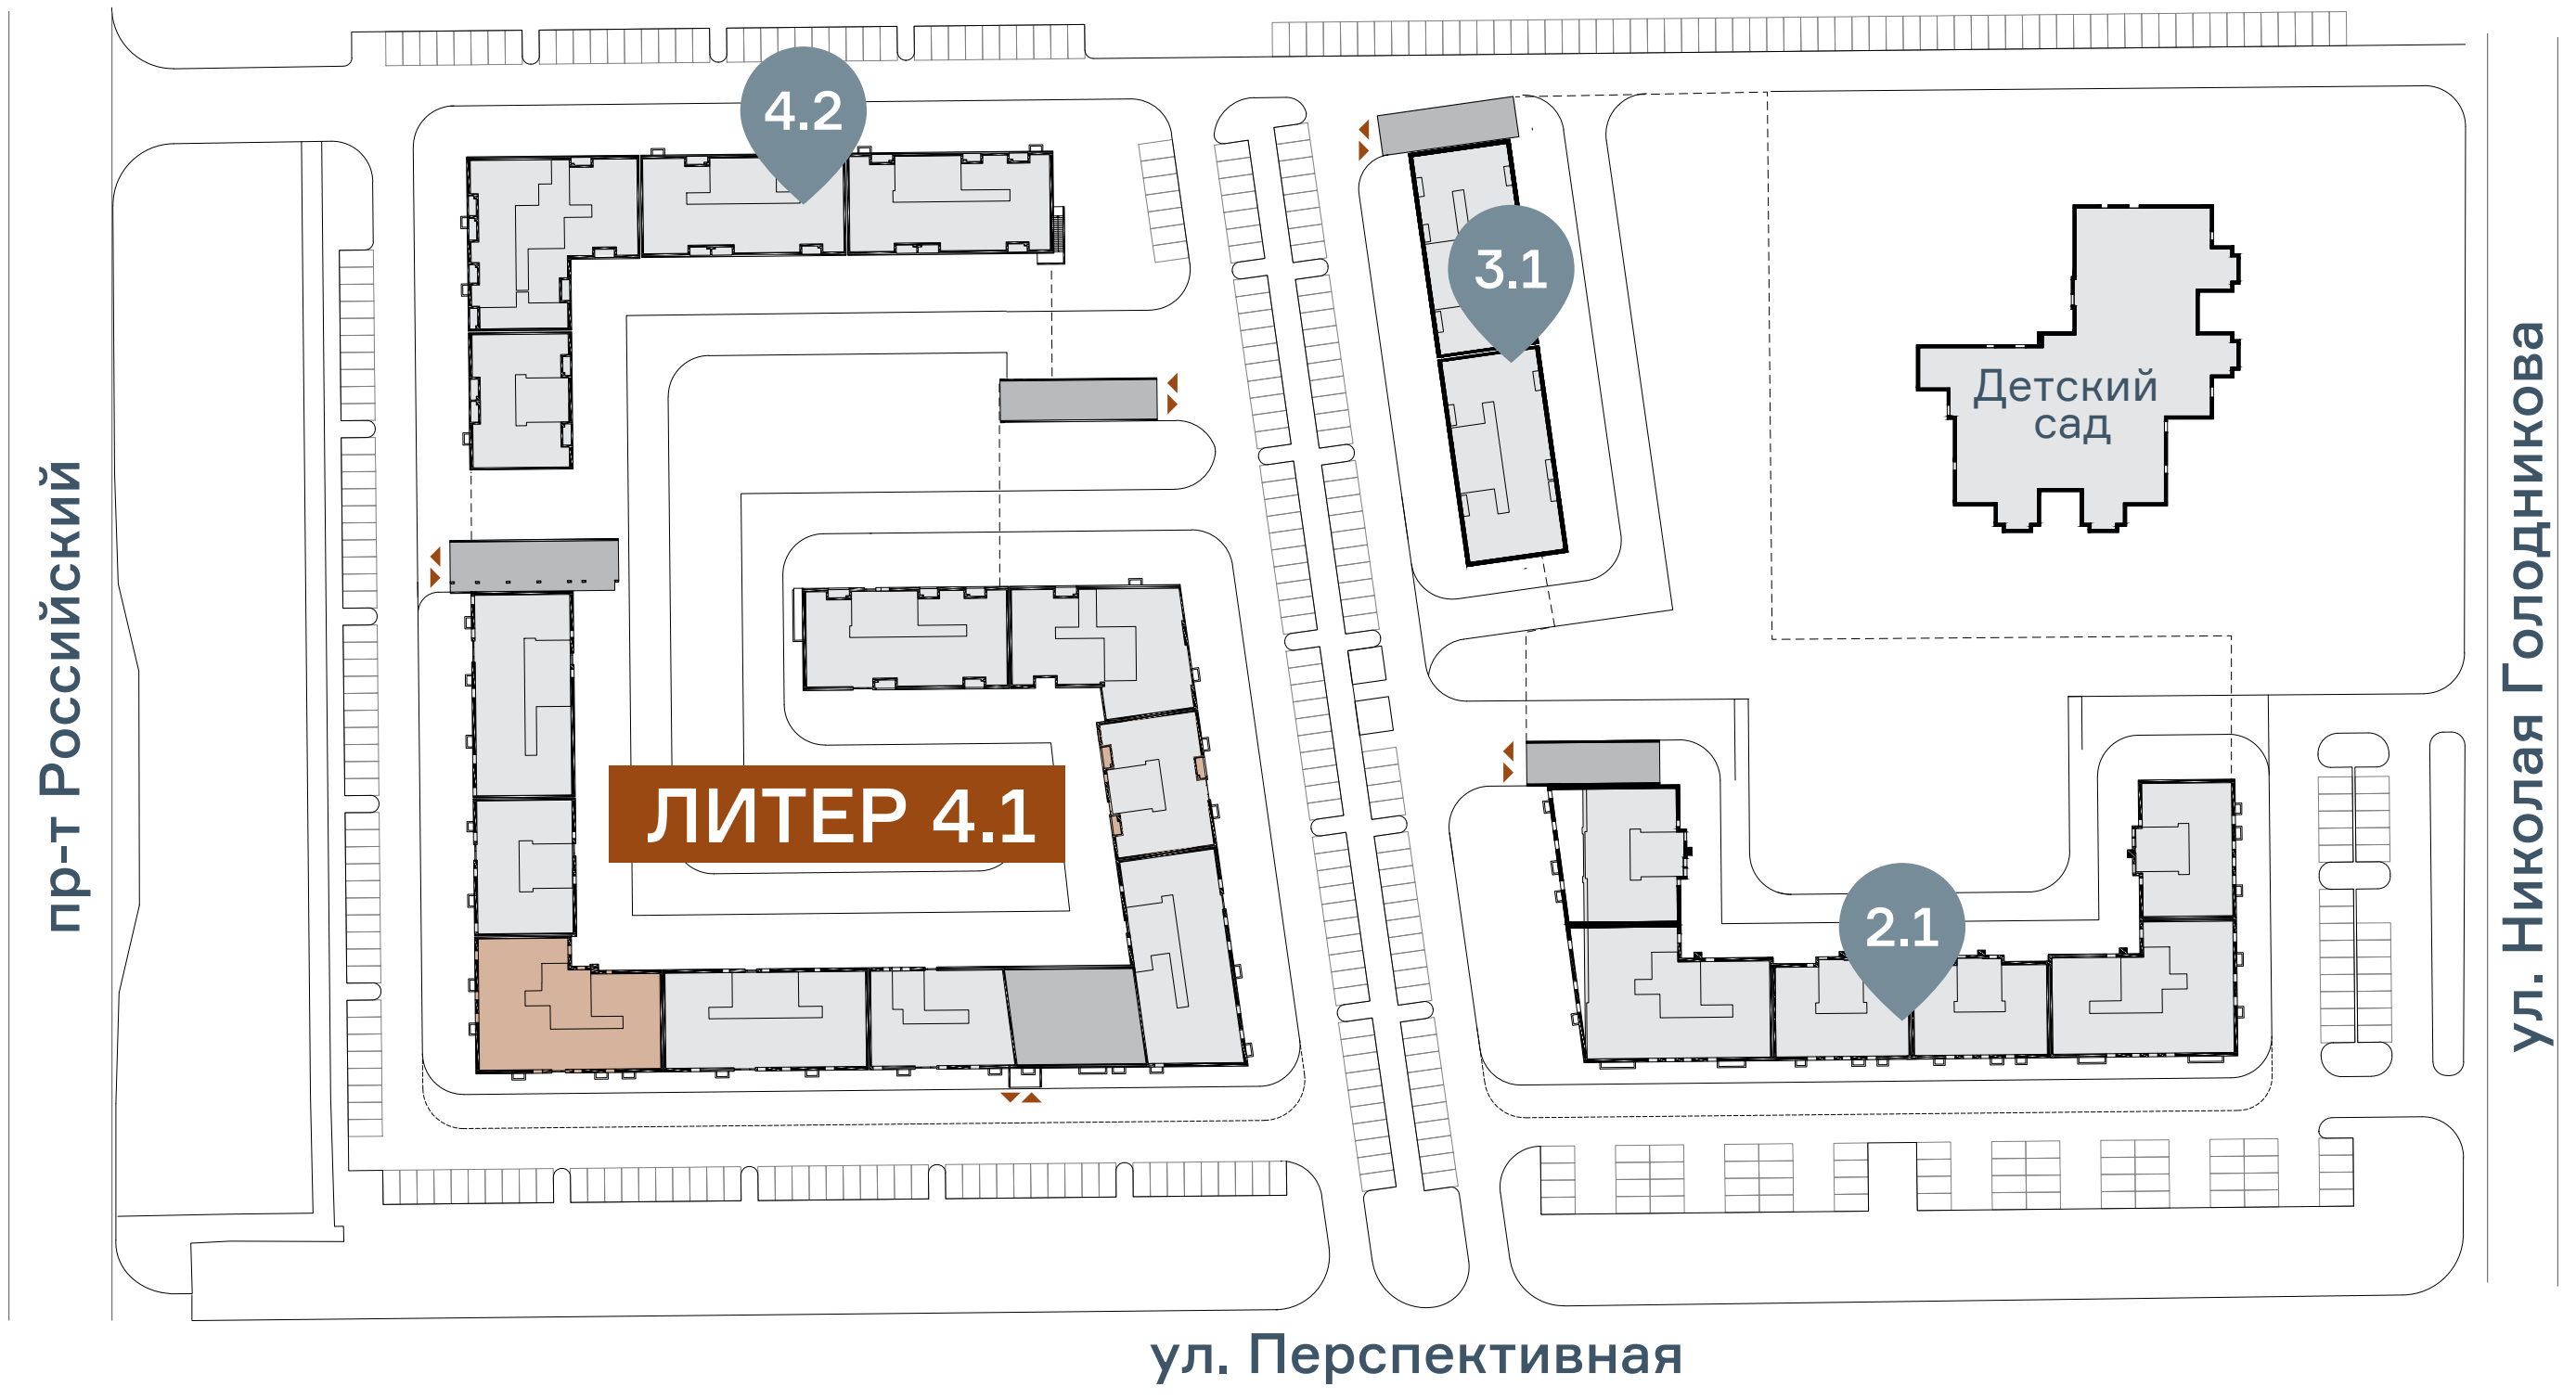 4.2
3.1
Детский
сад
пр-т Российский
ул. Николая Голодникова
ЛИТЕР 4.1
2.1
ул. Перспективная